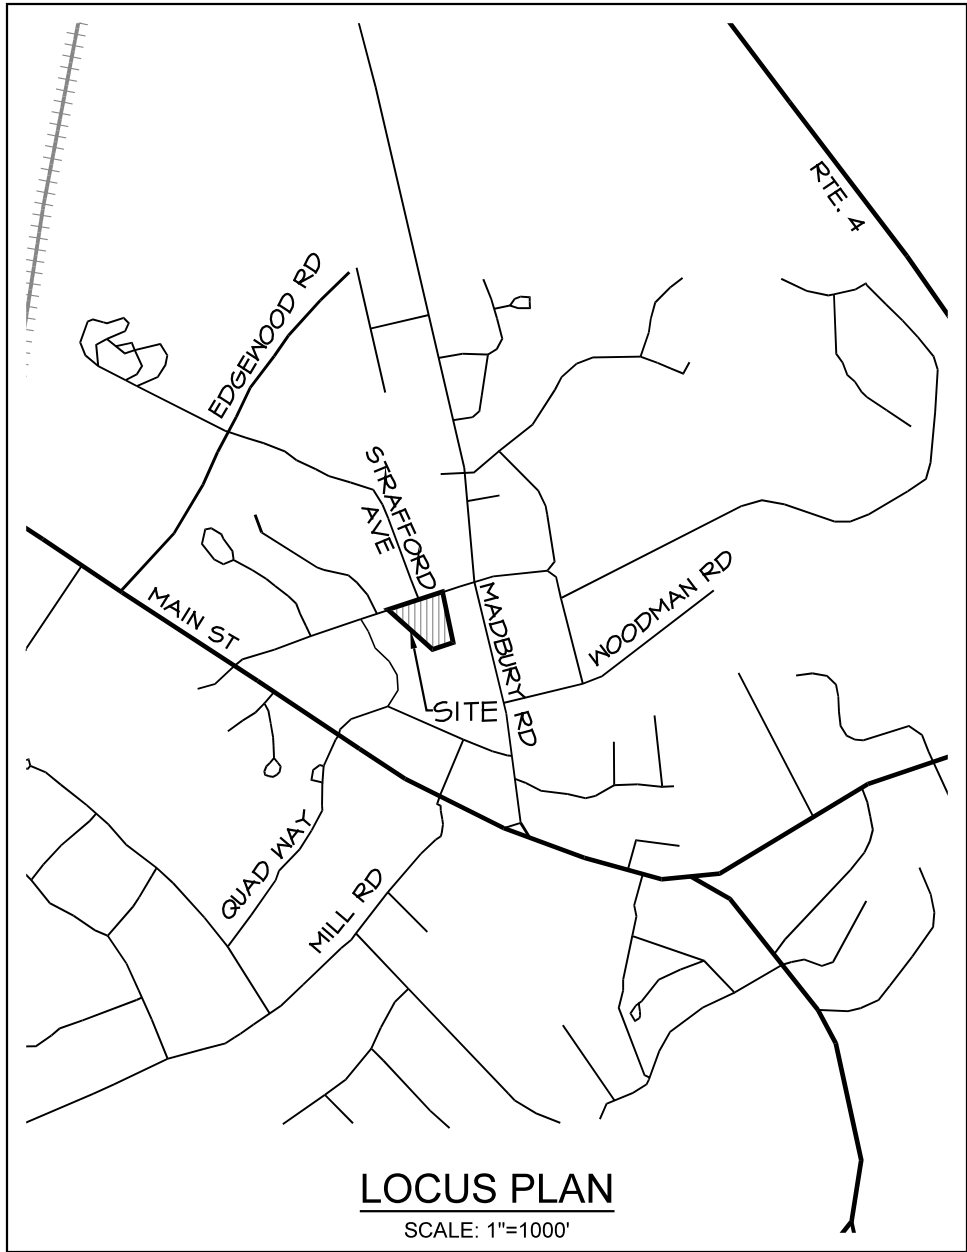 RTE. 4
EDGEWOOD RD
STRAFFORD
AVE
MAIN ST
MADBURY RD
WOODMAN RD
SITE
QUAD WAY
MILL RD
LOCUS PLAN
SCALE: 1"=1000'